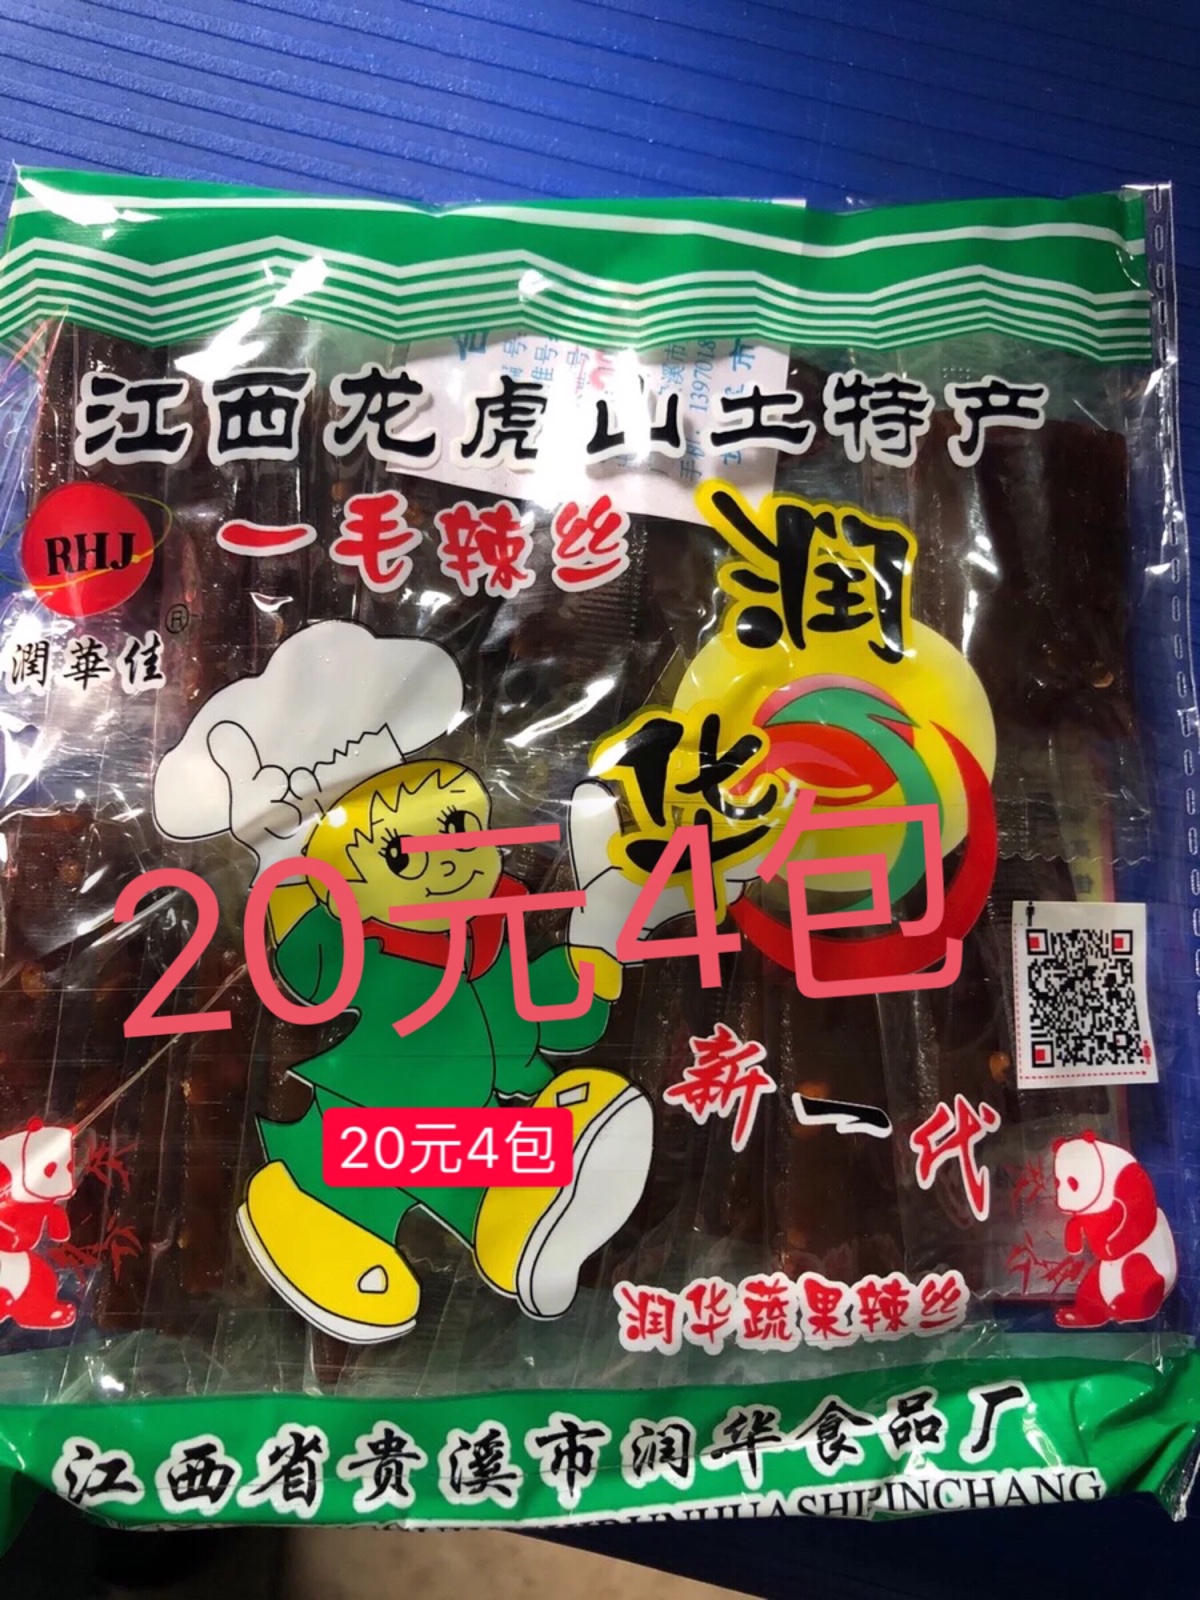 江西龙虎山土特产
1397018
RHJ
一毛辣丝
润
潤華佳®
华
20元4包
新一代
20元4包
润华蔬果辣丝
江西省贵溪市润华食品厂